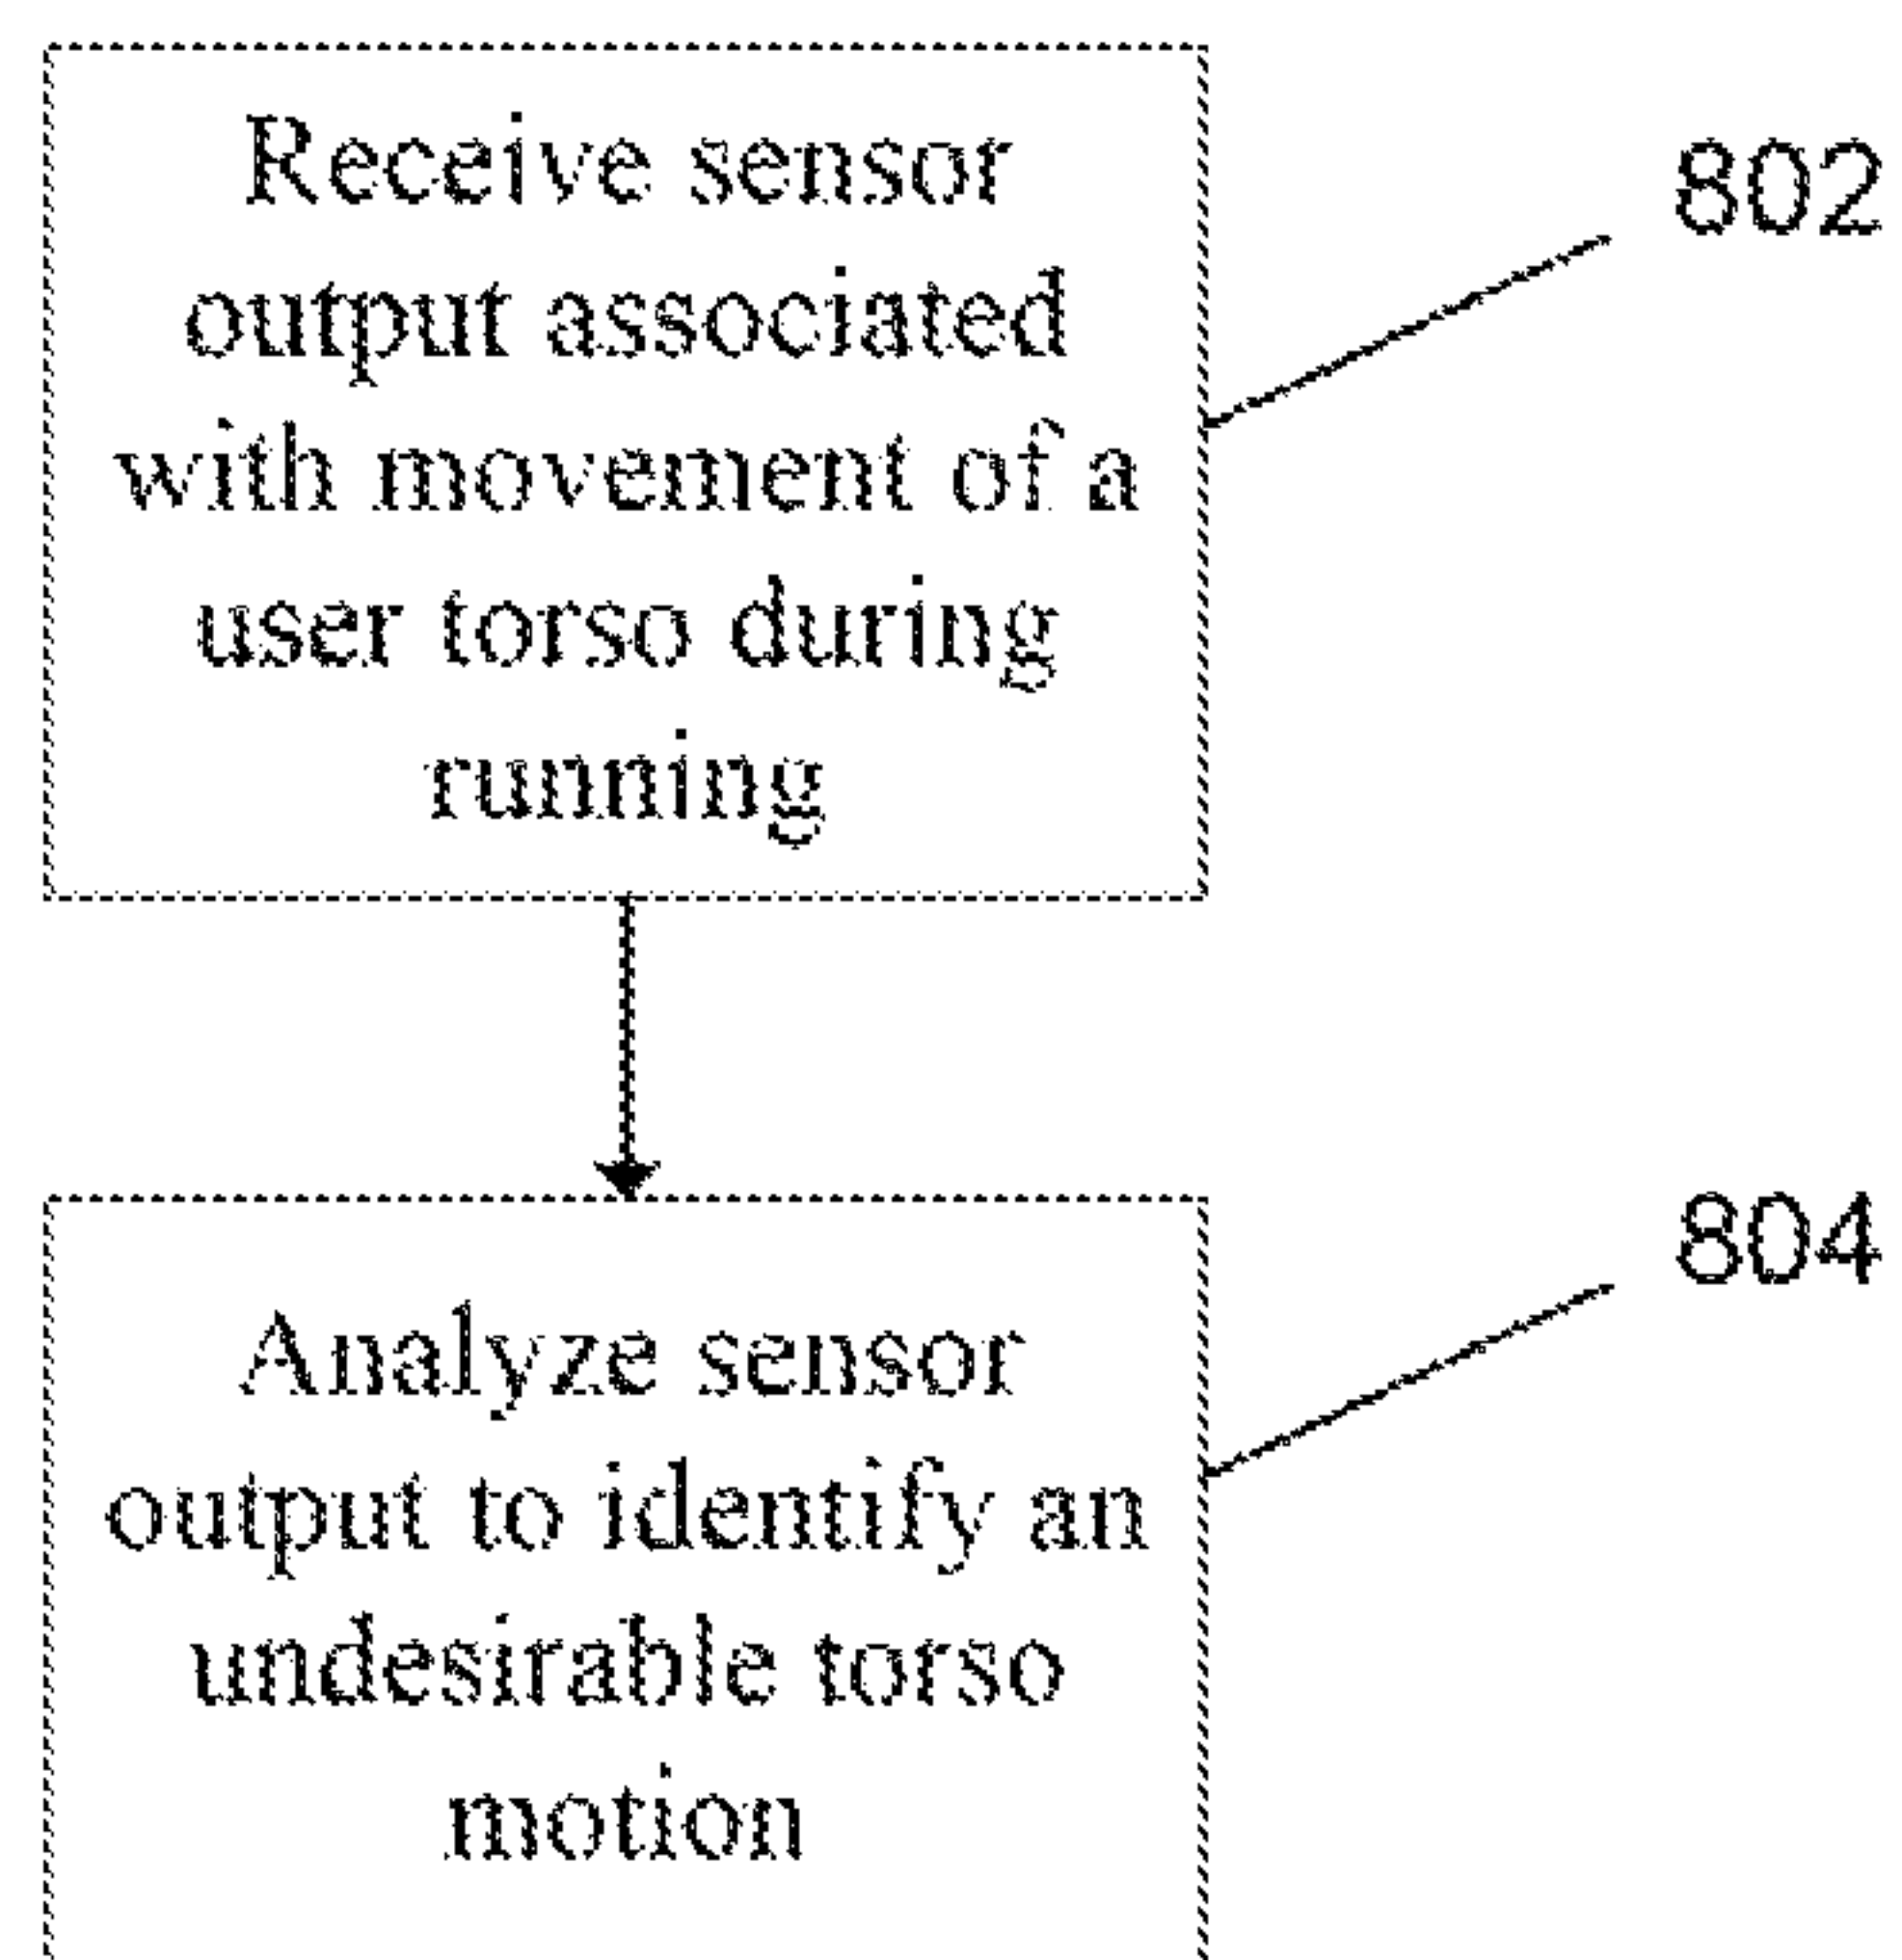 Receive sensor
output associated
with movement of a
user torso during
running
802
Analyze sensor
output to identify an
undesirable torso
motion
804